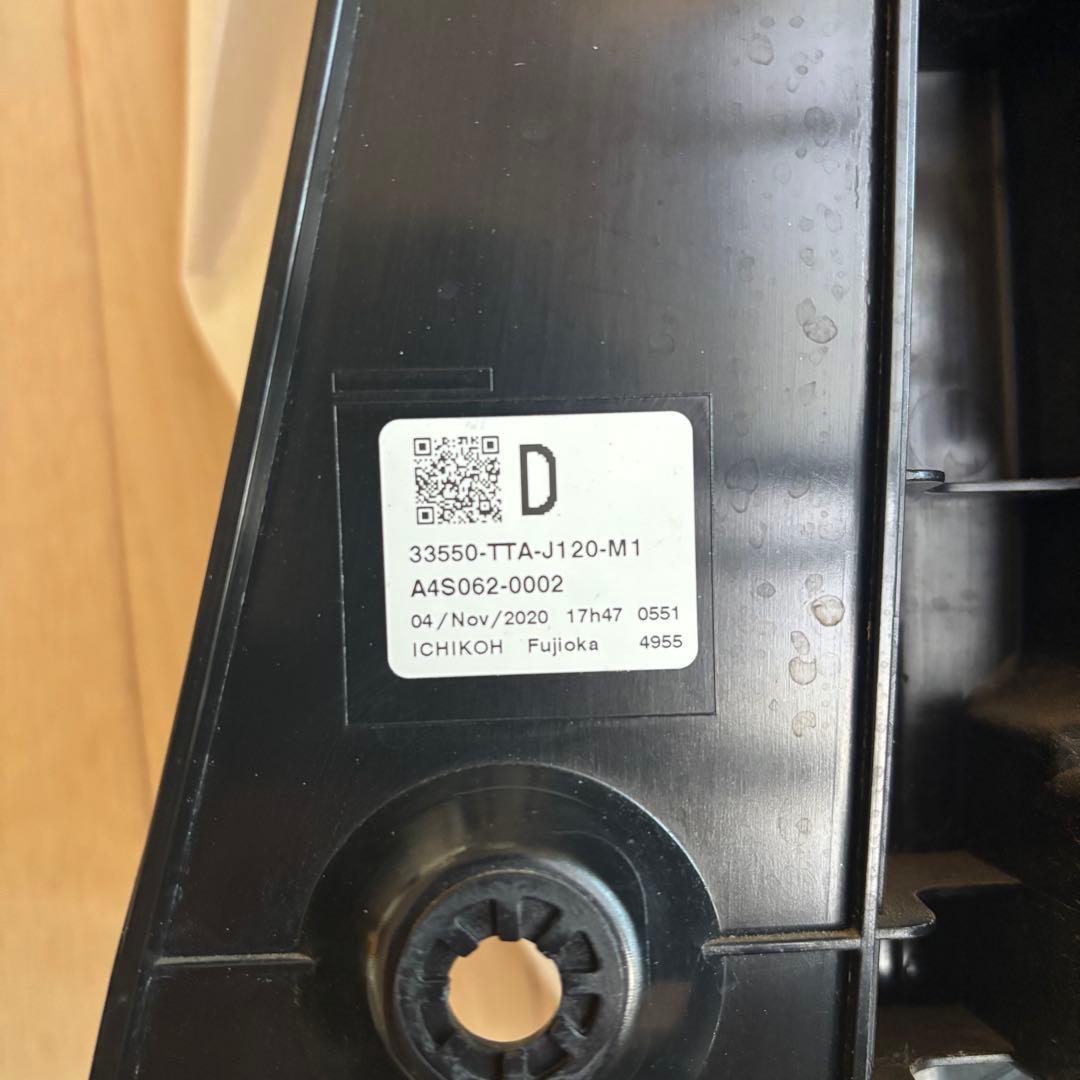 D
33550-TTA-J120-M1
A4S062-0002
04/Nov/2020 17h47 0551
ICHIKOH Fujioka 4955